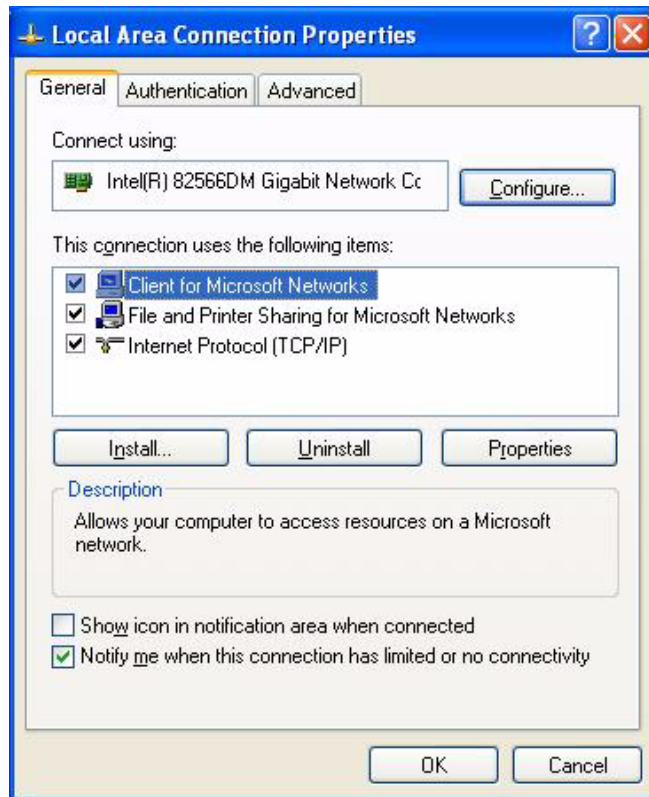 Local Area Connection Properties
General Authentication Advanced
Connect using:
Intel(R) 82566DM Gigabit Network Cc
Configure...
This connection uses the following items:
Client for Microsoft Networks
File and Printer Sharing for Microsoft Networks
Internet Protocol (TCP/IP)
Install... Uninstall Properties
Description
Allows your computer to access resources on a Microsoft
network.
Show icon in notification area when connected
Notify me when this connection has limited or no connectivity
OK Cancel